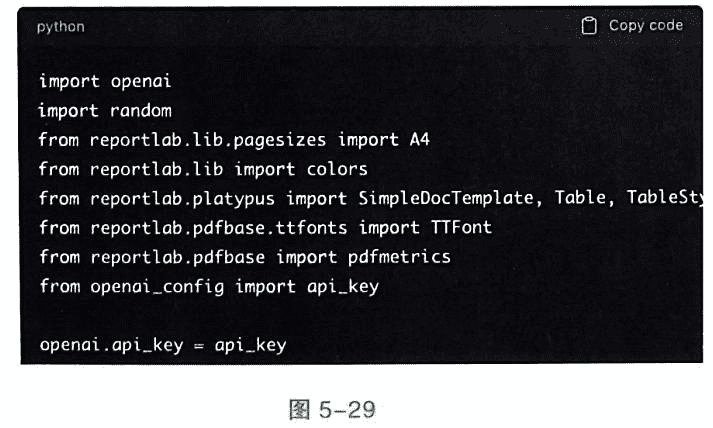 python
Copy code
import openai
import random
from reportlab.lib.pagesizes import A4
from reportlab.lib import colors
from reportlab.platypus import SimpleDocTemplate, Table, TableSty
from reportlab.pdfbase.ttfonts import TTFont
from reportlab.pdfbase import pdfmetrics
from openai_config import api_key
openai.api_key = api_key
图 5-29